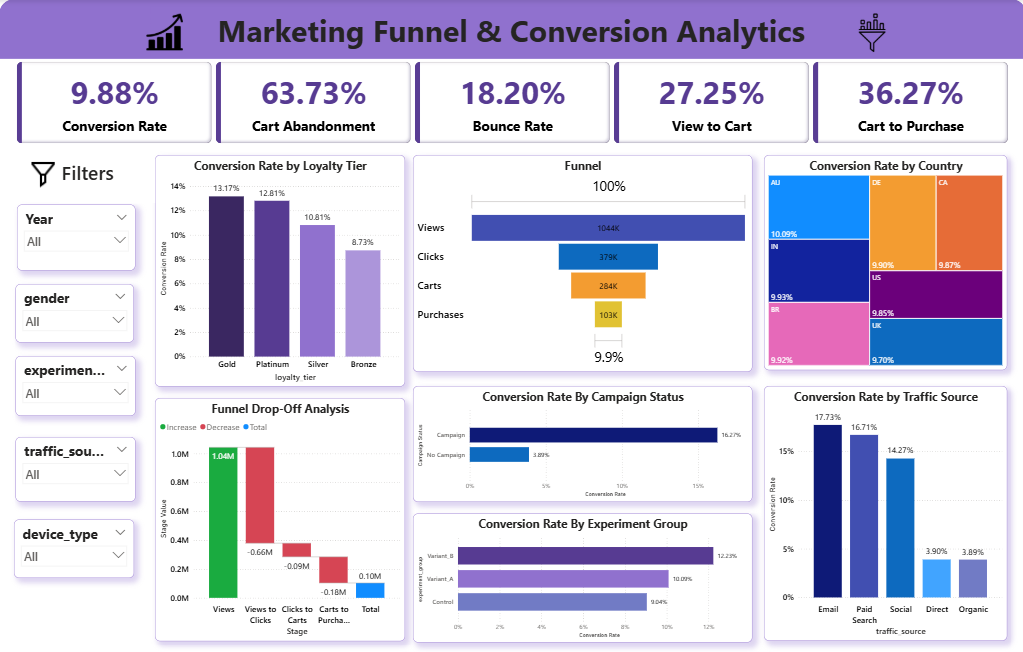 Marketing Funnel & Conversion Analytics
9.88%
Conversion Rate
63.73%
Cart Abandonment
18.20%
Bounce Rate
27.25%
View to Cart
36.27%
Cart to Purchase
Filters
Year
All
gender
All
experimen...
All
traffic_sou...
All
device_type
All
Conversion Rate by Loyalty Tier
Conversion Rate
14%
12%
10%
8%
6%
4%
2%
0%
13.17%
12.81%
10.81%
8.73%
Gold
Platinum
Silver
Bronze
loyalty_tier
Funnel
100%
Views
1044K
Clicks
379K
Carts
284K
Purchases
103K
9.9%
Conversion Rate by Country
AU
10.09%
IN
9.93%
BR
9.92%
DE
9.90%
CA
9.87%
US
9.85%
UK
9.70%
Funnel Drop-Off Analysis
Increase
Decrease
Total
Stage Value
1.0M
0.8M
0.6M
0.4M
0.2M
0.0M
1.04M
-0.66M
-0.09M
-0.18M
0.10M
Views
Views to
Clicks
Clicks to
Carts
Carts to
Purcha...
Total
Stage
Conversion Rate By Campaign Status
Campaign Status
Campaign
16.27%
No Campaign
3.89%
0%
5%
10%
15%
Conversion Rate
Conversion Rate By Experiment Group
experiment_group
Variant_B
12.23%
Variant_A
10.09%
Control
9.04%
0%
2%
4%
6%
8%
10%
12%
Conversion Rate
Conversion Rate by Traffic Source
Conversion Rate
15%
10%
5%
0%
17.73%
16.71%
14.27%
3.90%
3.89%
Email
Paid
Search
Social
Direct
Organic
traffic_source